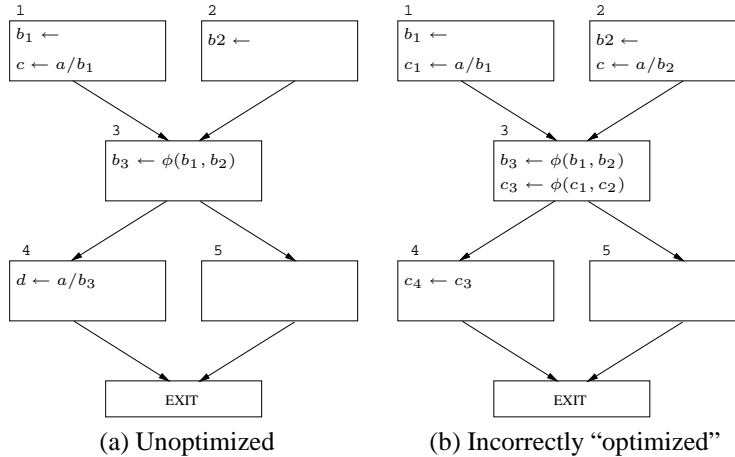 1
b₁ ←
c ← a/b₁
2
b2 ←
3
b₃ ← ϕ(b₁, b₂)
4
d ← a/b₃
5
EXIT
(a) Unoptimized
1
b₁ ←
c₁ ← a/b₁
2
b2 ←
c ← a/b₂
3
b₃ ← ϕ(b₁, b₂)
c₃ ← ϕ(c₁, c₂)
4
c₄ ← c₃
5
EXIT
(b) Incorrectly “optimized”